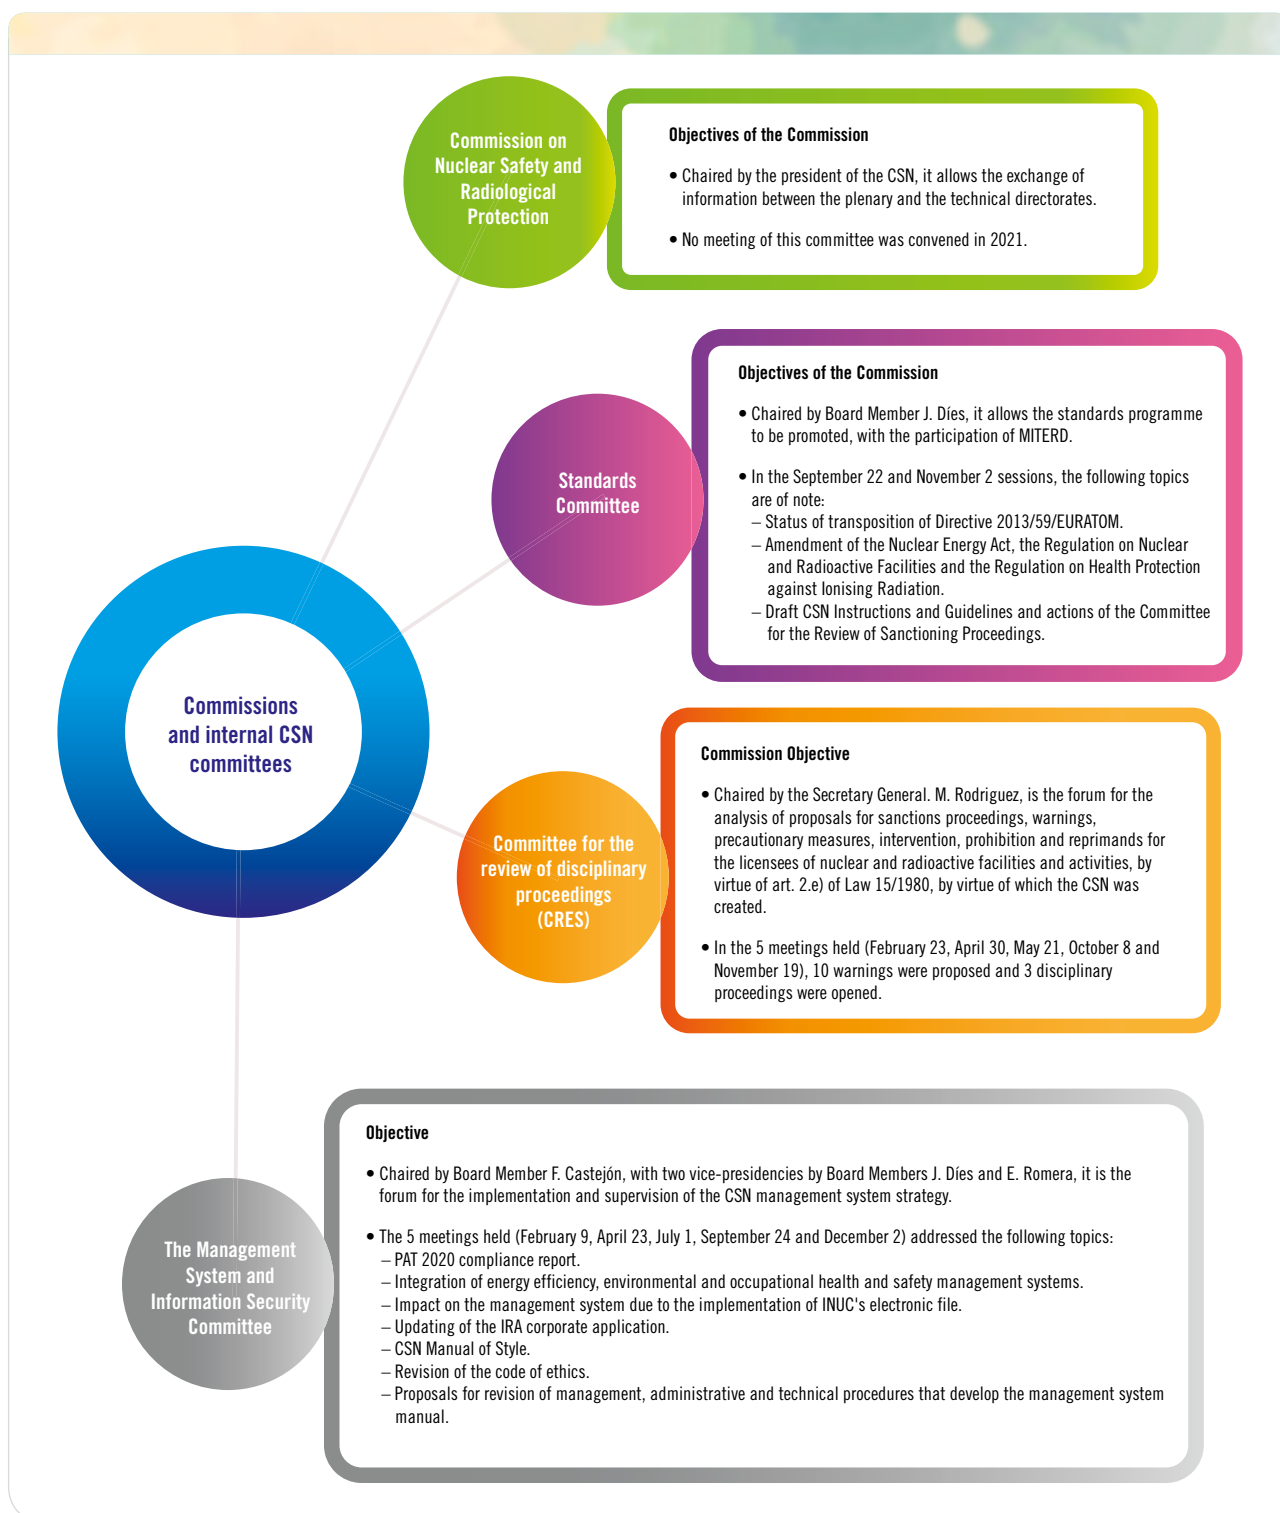 Commission on
Nuclear Safety and
Radiological
Protection
Objectives of the Commission
• Chaired by the president of the CSN, it allows the exchange of
information between the plenary and the technical directorates.
• No meeting of this committee was convened in 2021.
Standards
Committee
Objectives of the Commission
• Chaired by Board Member J. Díes, it allows the standards programme
to be promoted, with the participation of MITERD.
• In the September 22 and November 2 sessions, the following topics
are of note:
– Status of transposition of Directive 2013/59/EURATOM.
– Amendment of the Nuclear Energy Act, the Regulation on Nuclear
and Radioactive Facilities and the Regulation on Health Protection
against Ionising Radiation.
– Draft CSN Instructions and Guidelines and actions of the Committee
for the Review of Sanctioning Proceedings.
Commissions
and internal CSN
committees
Committee for the
review of disciplinary
proceedings
(CRES)
Commission Objective
• Chaired by the Secretary General. M. Rodriguez, is the forum for the
analysis of proposals for sanctions proceedings, warnings,
precautionary measures, intervention, prohibition and reprimands for
the licensees of nuclear and radioactive facilities and activities, by
virtue of art. 2.e) of Law 15/1980, by virtue of which the CSN was
created.
• In the 5 meetings held (February 23, April 30, May 21, October 8 and
November 19), 10 warnings were proposed and 3 disciplinary
proceedings were opened.
The Management
System and
Information Security
Committee
Objective
• Chaired by Board Member F. Castejón, with two vice-presidencies by Board Members J. Díes and E. Romera, it is the
forum for the implementation and supervision of the CSN management system strategy.
• The 5 meetings held (February 9, April 23, July 1, September 24 and December 2) addressed the following topics:
– PAT 2020 compliance report.
– Integration of energy efficiency, environmental and occupational health and safety management systems.
– Impact on the management system due to the implementation of INUC's electronic file.
– Updating of the IRA corporate application.
– CSN Manual of Style.
– Revision of the code of ethics.
– Proposals for revision of management, administrative and technical procedures that develop the management system
manual.